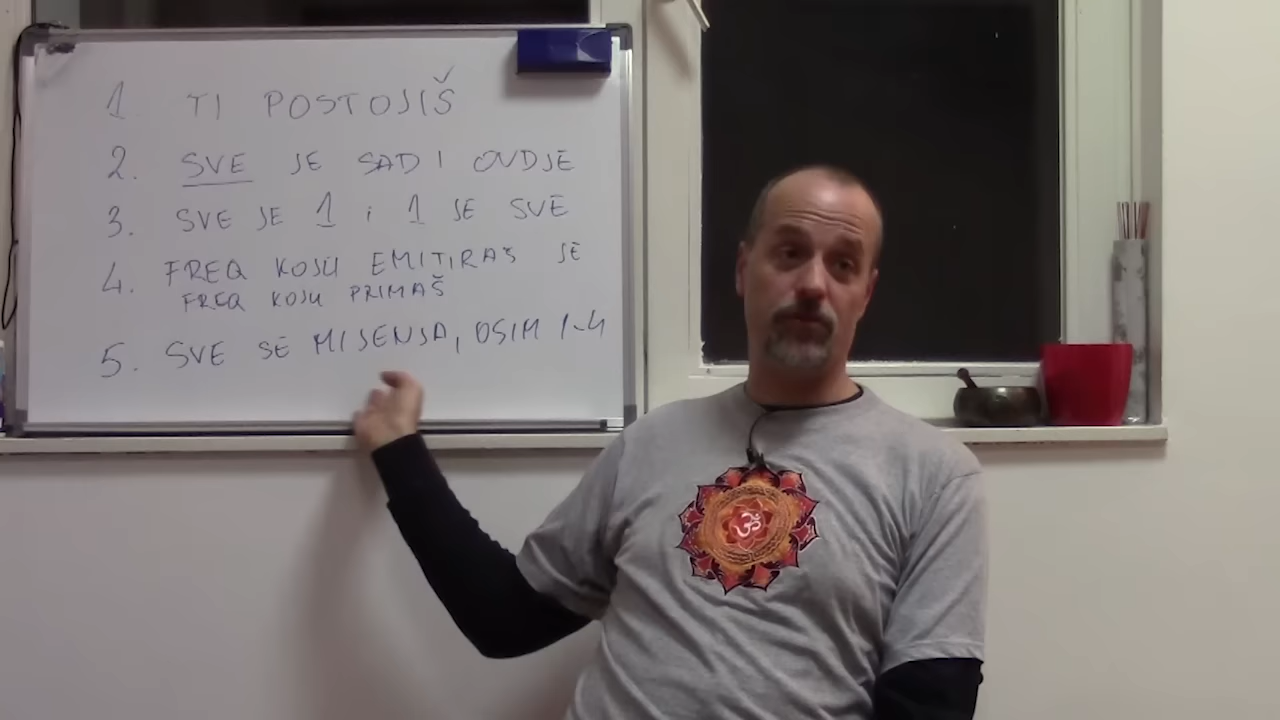 1. TI POSTOJIŠ
2. SVE JE SAD I OVDJE
3. SVE JE 1 i 1 JE SVE
4. FREQ KOJU EMITIRAŠ JE
FREQ KOJU PRIMAŠ
5. SVE SE MIJENJA, OSIM 1-4
ॐ